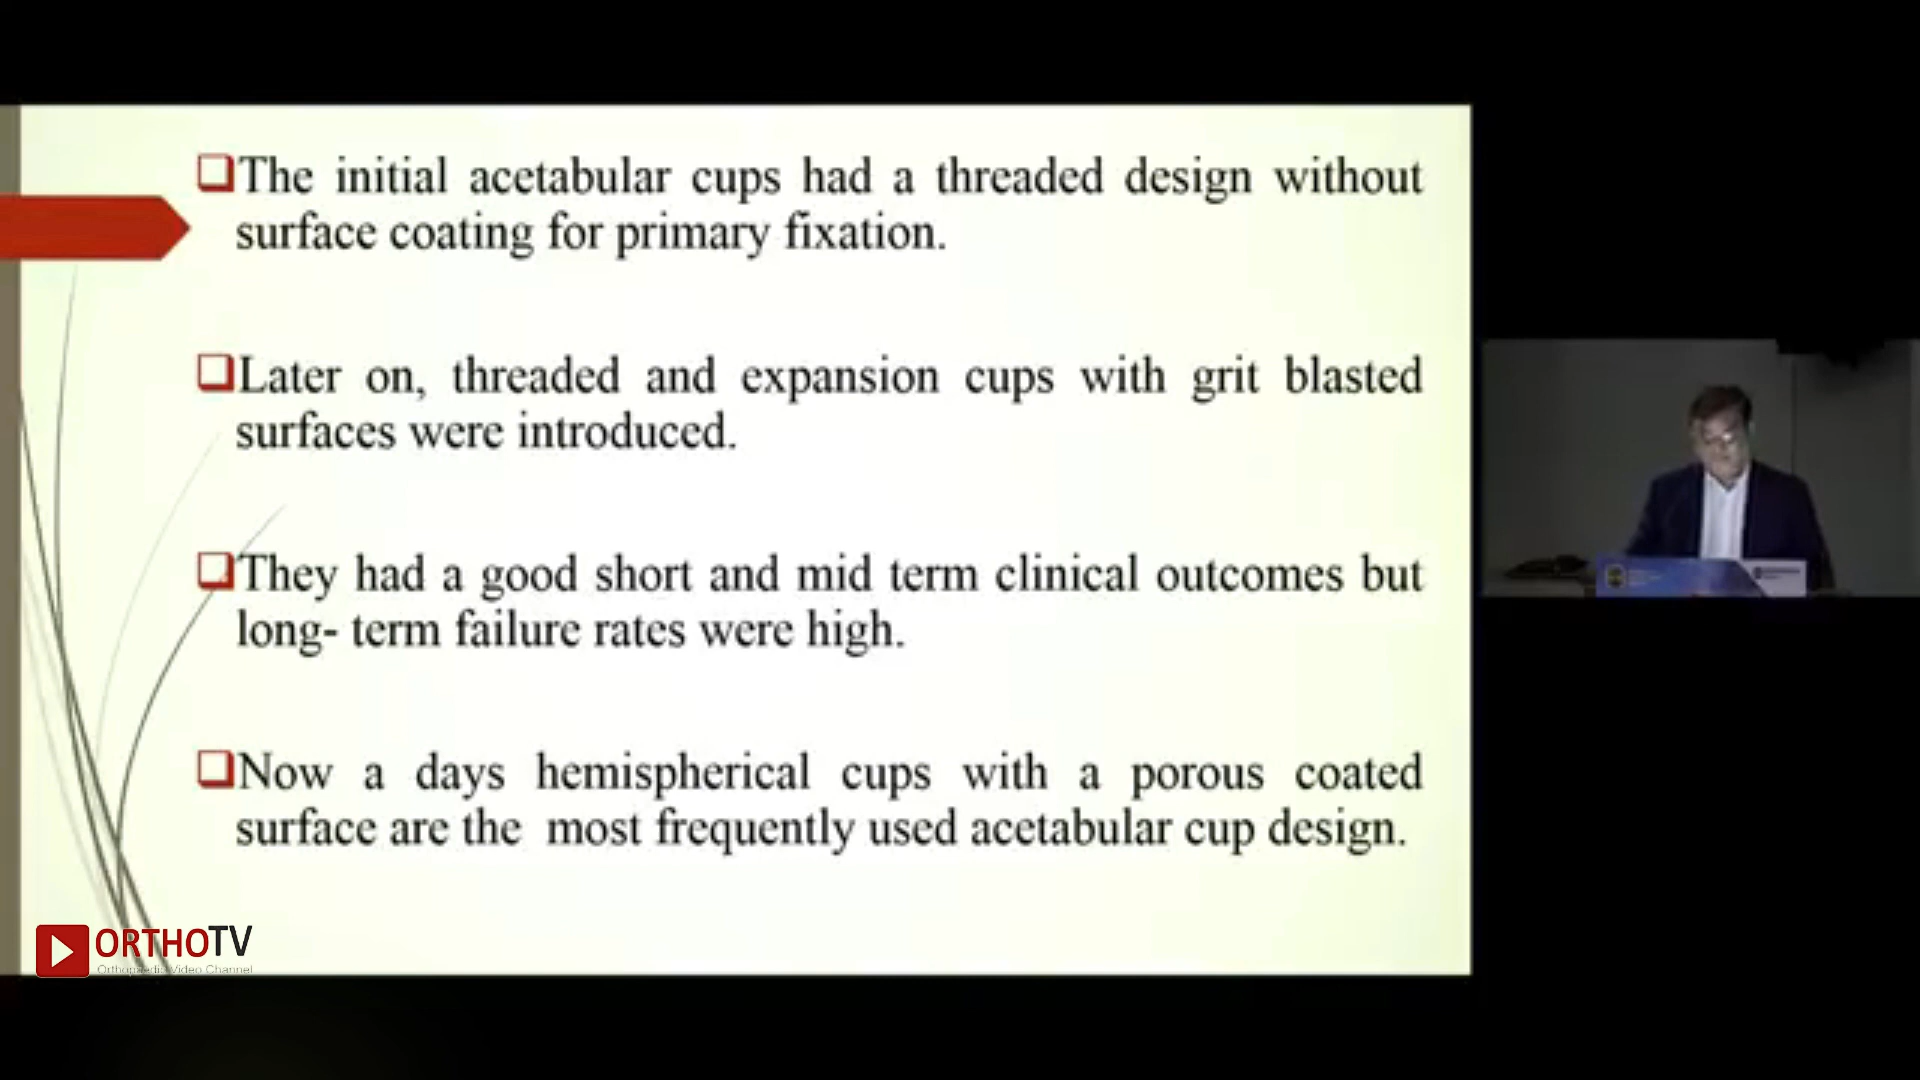 The initial acetabular cups had a threaded design without
surface coating for primary fixation.
Later on, threaded and expansion cups with grit blasted
surfaces were introduced.
They had a good short and mid term clinical outcomes but
long- term failure rates were high.
Now a days hemispherical cups with a porous coated
surface are the most frequently used acetabular cup design.
ORTHOTV
Orthopaedic Video Channel